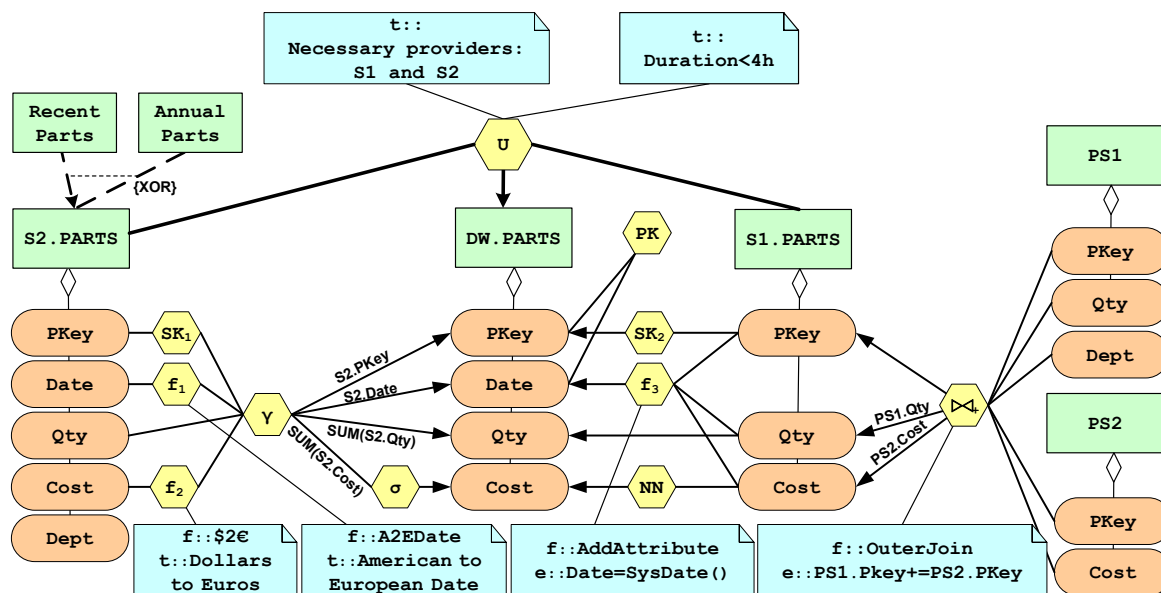 t::
Necessary providers:
S1 and S2
t::
Duration<4h
Recent
Parts
Annual
Parts
U
PS1
{XOR}
S2.PARTS
DW.PARTS
PK
S1.PARTS
PKey
Qty
Dept
PKey
SK1
S2.PKey
PKey
SK2
PKey
Date
f1
S2.Date
Date
f3
Qty
γ
SUM(S2.Qty)
SUM(S2.Cost)
Qty
Qty
PS1.Qty
PS2.Cost
⋈+
PS2
Cost
f2
σ
Cost
NN
Cost
Dept
PKey
Cost
f::$2€
t::Dollars
to Euros
f::A2EDate
t::American to
European Date
f::AddAttribute
e::Date=SysDate()
f::OuterJoin
e::PS1.Pkey+=PS2.PKey